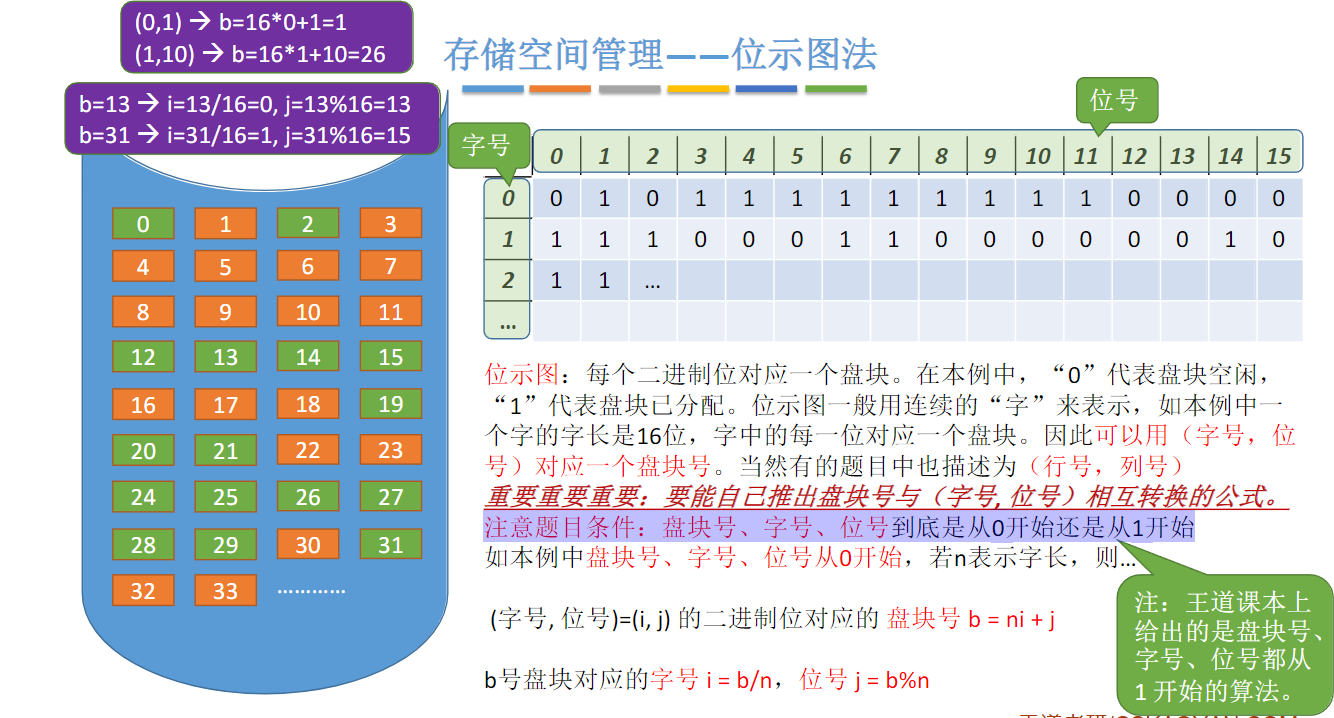 (0,1) → b=16*0+1=1
(1,10) → b=16*1+10=26
存储空间管理——位示图法
b=13 → i=13/16=0, j=13%16=13
b=31 → i=31/16=1, j=31%16=15
位号
字号
0 1 2 3 4 5 6 7 8 9 10 11 12 13 14 15
0 0 1 0 1 1 1 1 1 1 1 1 1 0 0 0 0
1 1 1 1 0 0 0 1 1 0 0 0 0 0 0 1 0
2 1 1 …
…
0 1 2 3
4 5 6 7
8 9 10 11
12 13 14 15
16 17 18 19
20 21 22 23
24 25 26 27
28 29 30 31
32 33 …………
位示图：每个二进制位对应一个盘块。在本例中，“0”代表盘块空闲，
“1”代表盘块已分配。位示图一般用连续的“字”来表示，如本例中一
个字的字长是16位，字中的每一位对应一个盘块。因此可以用（字号，位
号）对应一个盘块号。当然有的题目中也描述为（行号，列号）
重要重要重要：要能自己推出盘块号与（字号, 位号）相互转换的公式。
注意题目条件：盘块号、字号、位号到底是从0开始还是从1开始
如本例中盘块号、字号、位号从0开始，若n表示字长，则…
(字号, 位号)=(i, j) 的二进制位对应的 盘块号 b = ni + j
b号盘块对应的字号 i = b/n，位号 j = b%n
注：王道课本上
给出的是盘块号、
字号、位号都从
1 开始的算法。